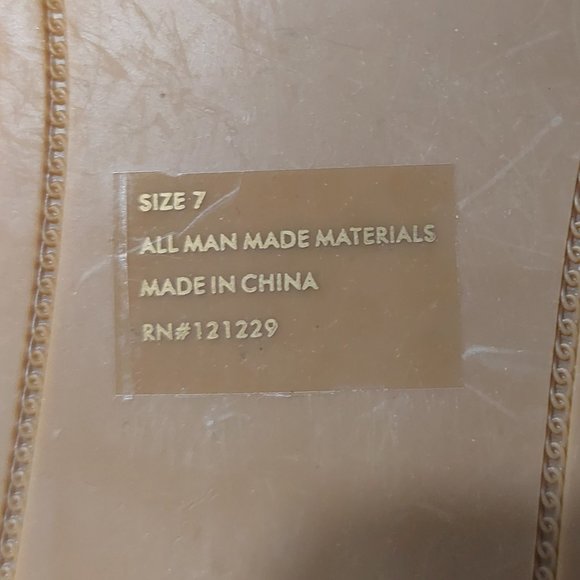 SIZE 7
ALL MAN MADE MATERIALS
MADE IN CHINA
RN#121229